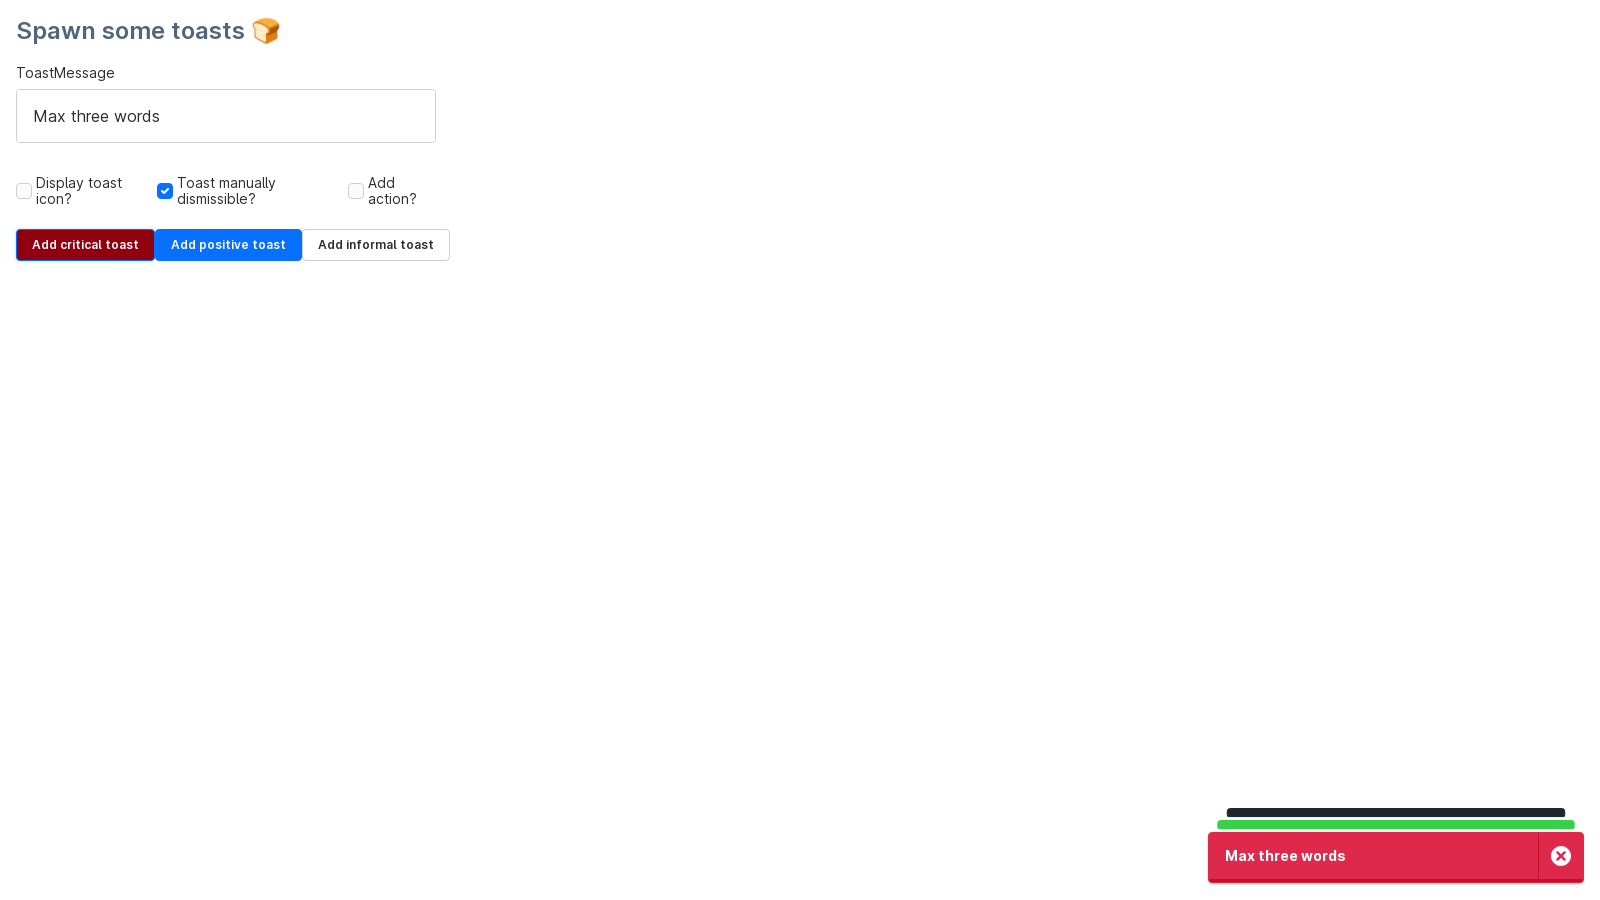 Spawn some toasts 🍞
ToastMessage
Max three words
Display toast
icon?
Toast manually
dismissible?
Add
action?
Add critical toast
Add positive toast
Add informal toast
Max three words